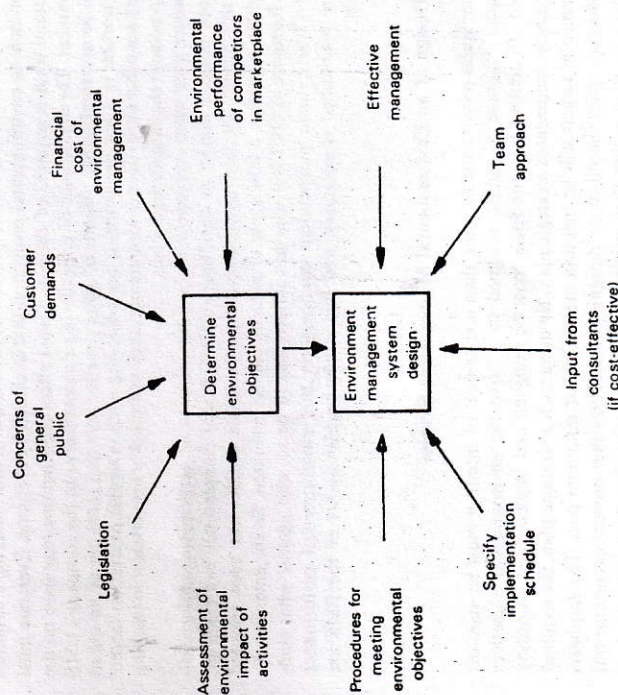 Concerns of
general
public
Customer
demands
Financial
cost of
environmental
management
Legislation
Environmental
performance
of competitors
in marketplace
Assessment of
environmental
impact of
activities
Determine
environmental
objectives
Environment
management
system
design
Procedures for
meeting
environmental
objectives
Effective
management
Specify
implementation
schedule
Team
approach
Input from
consultants
(if cost-effective)